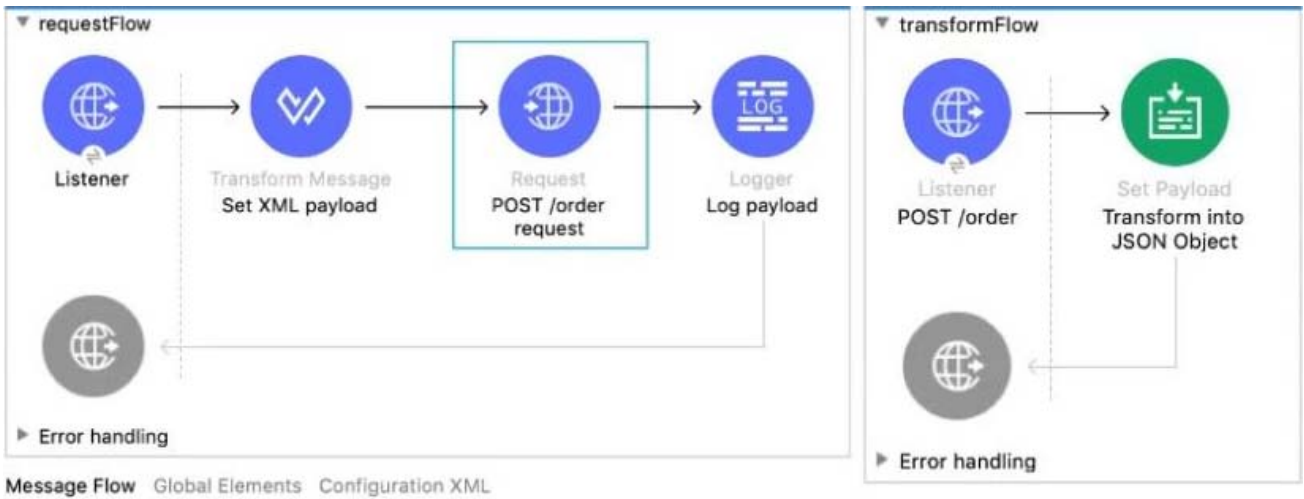 requestFlow
LOG
Listener
Transform Message
Set XML payload
Request
POST /order
request
Logger
Log payload
Error handling
Message Flow Global Elements Configuration XML
transformFlow
Listener
POST /order
Set Payload
Transform into
JSON Object
Error handling